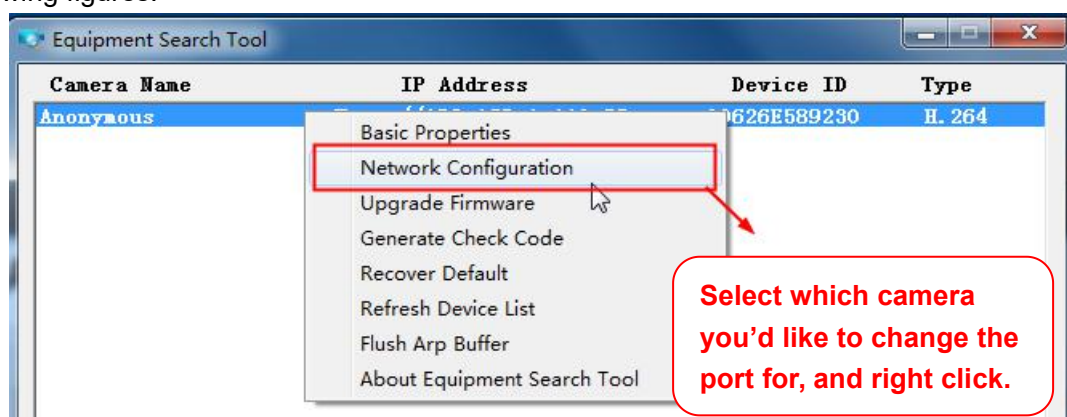 figures.
Equipment Search Tool
Camera Name IP Address Device ID Type
Anonymous 0626E589230 H.264
Basic Properties
Network Configuration
Upgrade Firmware
Generate Check Code
Recover Default
Refresh Device List
Flush Arp Buffer
About Equipment Search Tool
Select which camera
you'd like to change the
port for, and right click.